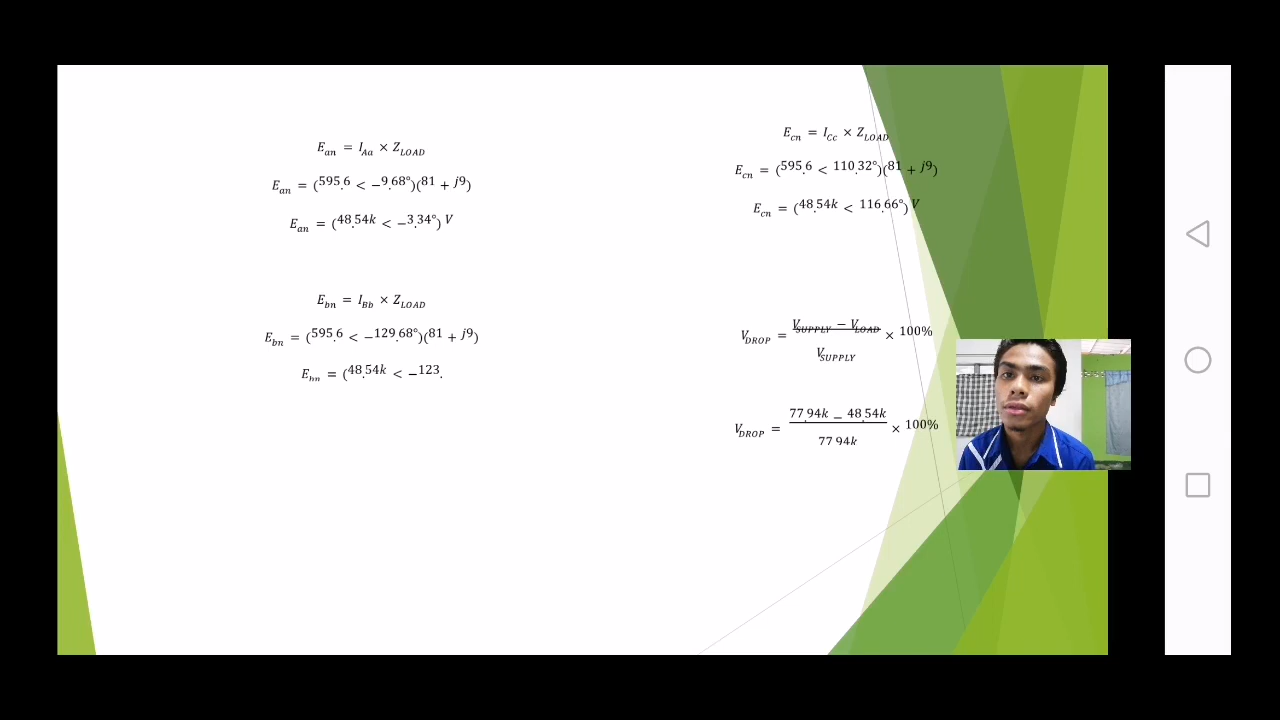 E_an = I_Aa × Z_LOAD
E_an = (595.6 < −9.68°)(81 + j9)
E_an = (48.54k < −3.34°) V
E_bn = I_Bb × Z_LOAD
E_bn = (595.6 < −129.68°)(81 + j9)
E_bn = (48.54k < −123.
E_cn = I_Cc × Z_LOAD
E_cn = (595.6 < 110.32°)(81 + j9)
E_cn = (48.54k < 116.66°) V
V_SUPPLY − V_LOAD
V_DROP = × 100%
V_SUPPLY
77.94k − 48.54k
V_DROP = × 100%
77.94k